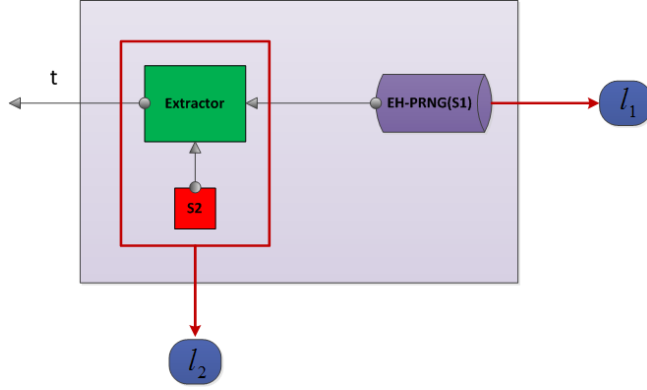 t
Extractor
EH-PRNG(S1)
l₁
S2
l₂